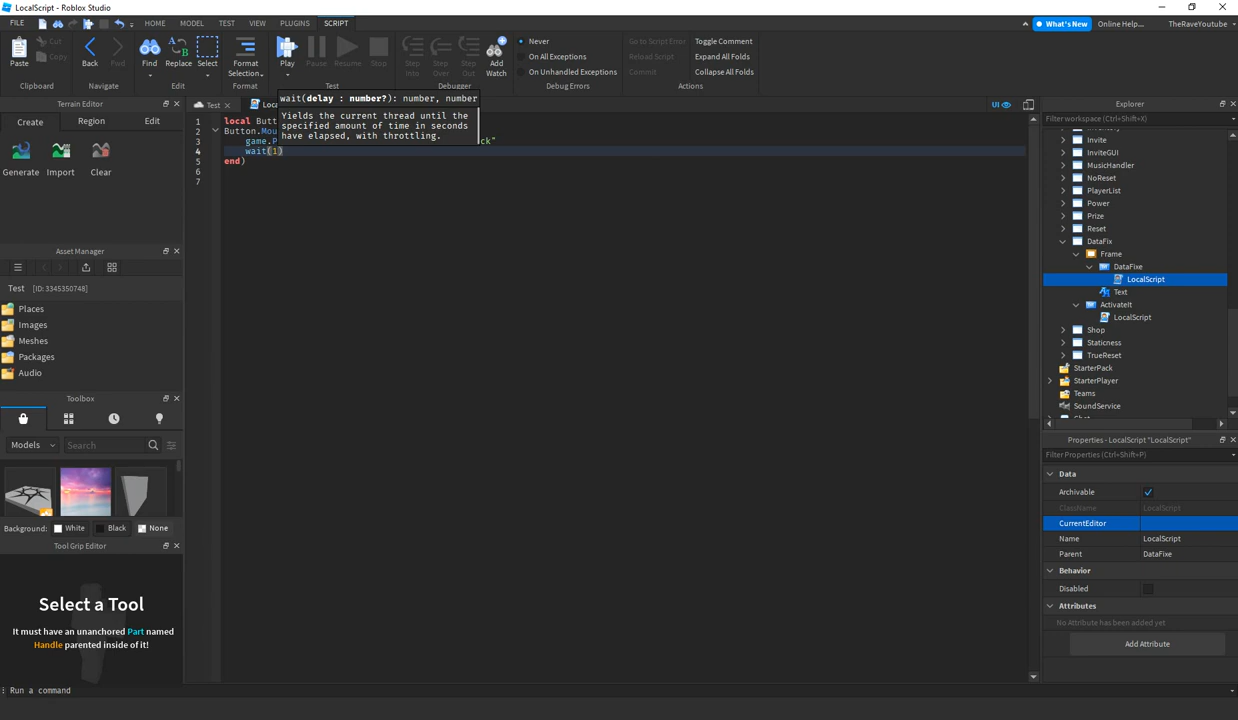 LocalScript - Roblox Studio
FILE HOME MODEL TEST VIEW PLUGINS SCRIPT What's New Online Help... TheRaveYoutube
Paste Cut Copy Back Fwd Find Replace Select Format Selection Play Pause Resume Stop Step Into Step Over Step Out Add Watch
Never
On All Exceptions
On Unhandled Exceptions
Go to Script Error
Reload Script
Commit
Toggle Comment
Expand All Folds
Collapse All Folds
Clipboard Navigate Edit Format Test Debugger Debug Errors Actions
Terrain Editor
Create Region Edit
Generate Import Clear
Asset Manager
Test [ID: 3345350748]
Places
Images
Meshes
Packages
Audio
Toolbox
Models Search
Background: White Black None
Tool Grip Editor
Select a Tool
It must have an unanchored Part named
Handle parented inside of it!
Test × UI
wait(delay : number?): number, number
Yields the current thread until the
specified amount of time in seconds
have elapsed, with throttling.
1 local
2
3 ck"
4 wait(1)
5 end)
6
7
Explorer
Filter workspace (Ctrl+Shift+X)
Invite
InviteGUI
MusicHandler
NoReset
PlayerList
Power
Prize
Reset
DataFix
Frame
DataFixe
LocalScript
Text
ActivateIt
LocalScript
Shop
Staticness
TrueReset
StarterPack
StarterPlayer
Teams
SoundService
Properties - LocalScript "LocalScript"
Filter Properties (Ctrl+Shift+P)
Data
Archivable
ClassName LocalScript
CurrentEditor
Name LocalScript
Parent DataFixe
Behavior
Disabled
Attributes
No Attribute has been added yet
Add Attribute
Run a command